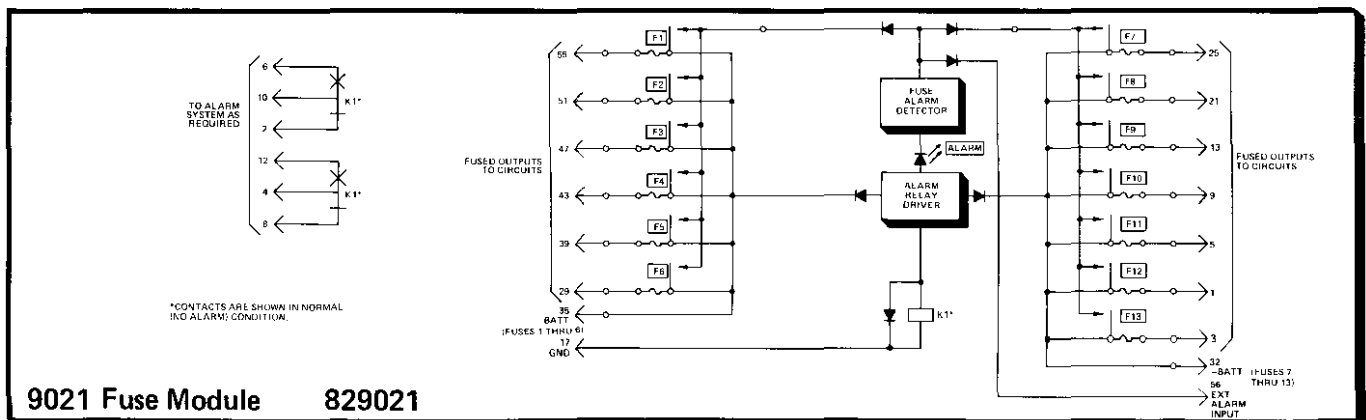 6
10
2
12
4
8
K1*
K1*
TO ALARM
SYSTEM AS
REQUIRED
*CONTACTS ARE SHOWN IN NORMAL
(NO ALARM) CONDITION.
FUSED OUTPUTS
TO CIRCUITS
55
51
47
43
39
29
35
BATT
(FUSES 1 THRU 6)
17
GND
F1
F2
F3
F4
F5
F6
FUSE
ALARM
DETECTOR
ALARM
ALARM
RELAY
DRIVER
K1*
F7
F8
F9
F10
F11
F12
F13
25
21
13
9
5
1
3
FUSED OUTPUTS
TO CIRCUITS
32
-BATT (FUSES 7
THRU 13)
56
EXT
ALARM
INPUT
9021 Fuse Module 829021